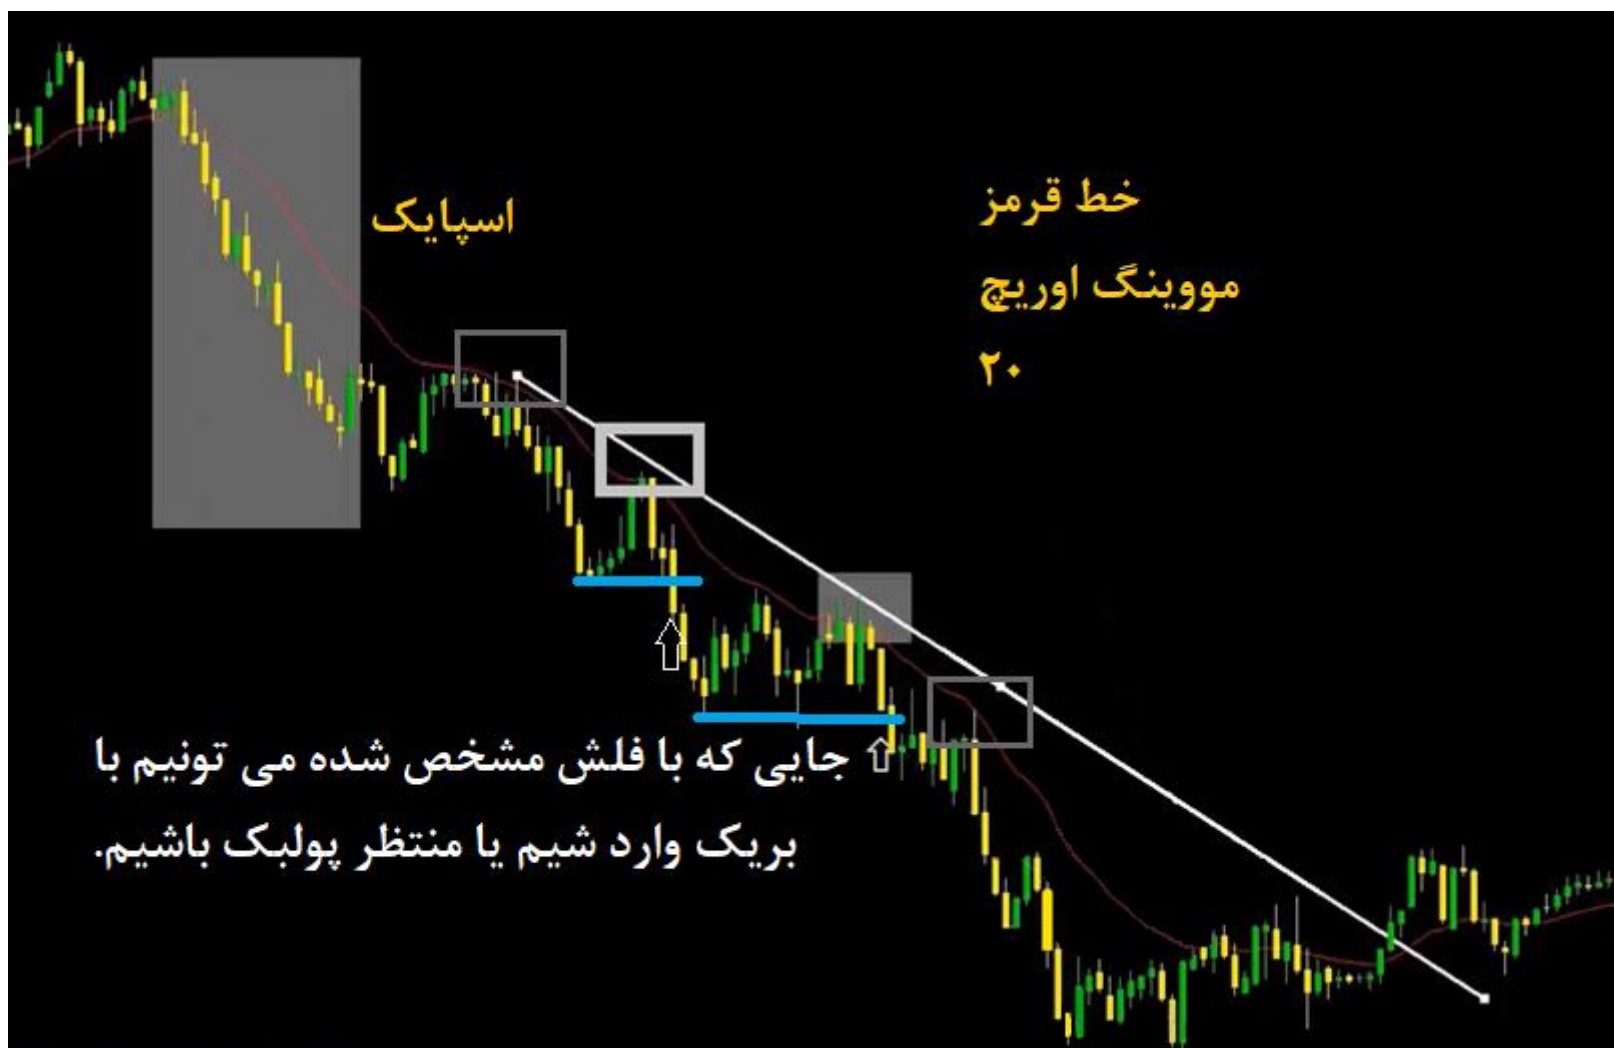 اسپایک
خط قرمز
مووینگ اوریچ
۲۰
جایی که با فلش مشخص شده می تونیم با
بریک وارد شیم یا منتظر پولبک باشیم.